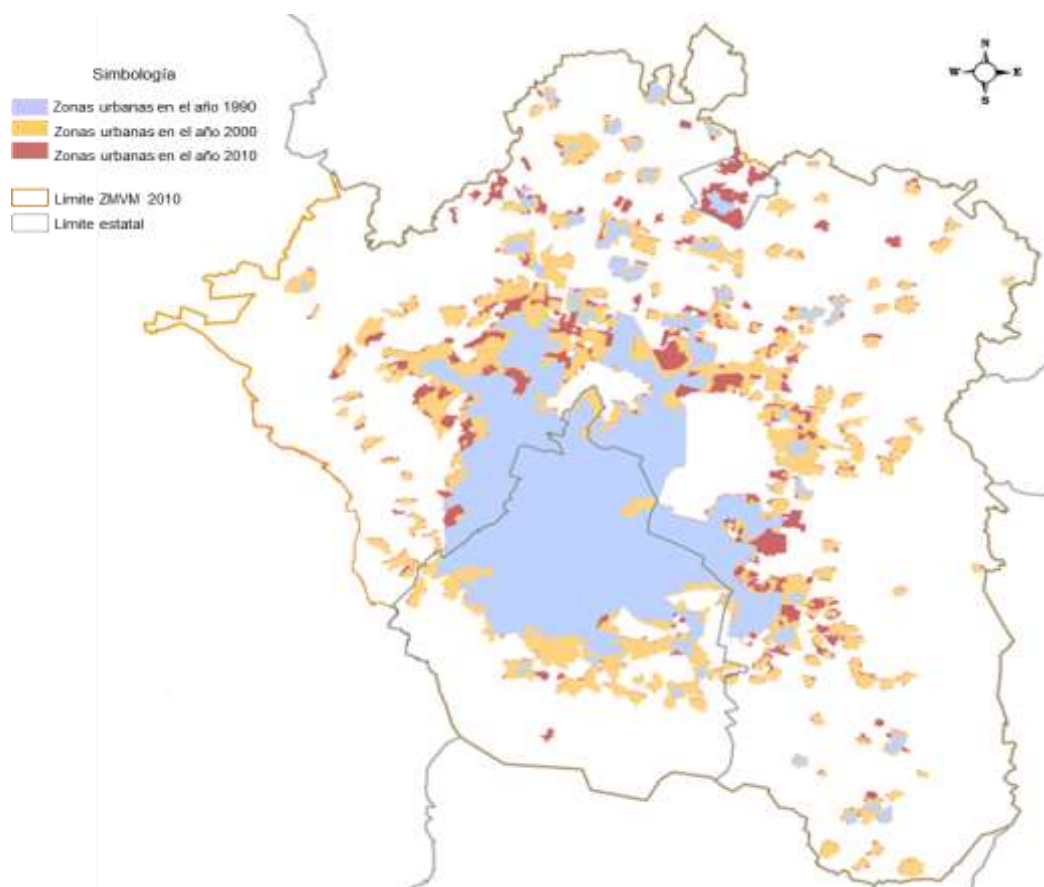 Simbología
Zonas urbanas en el año 1990
Zonas urbanas en el año 2000
Zonas urbanas en el año 2010
Límite ZMVM 2010
Límite estatal
N
W E
S